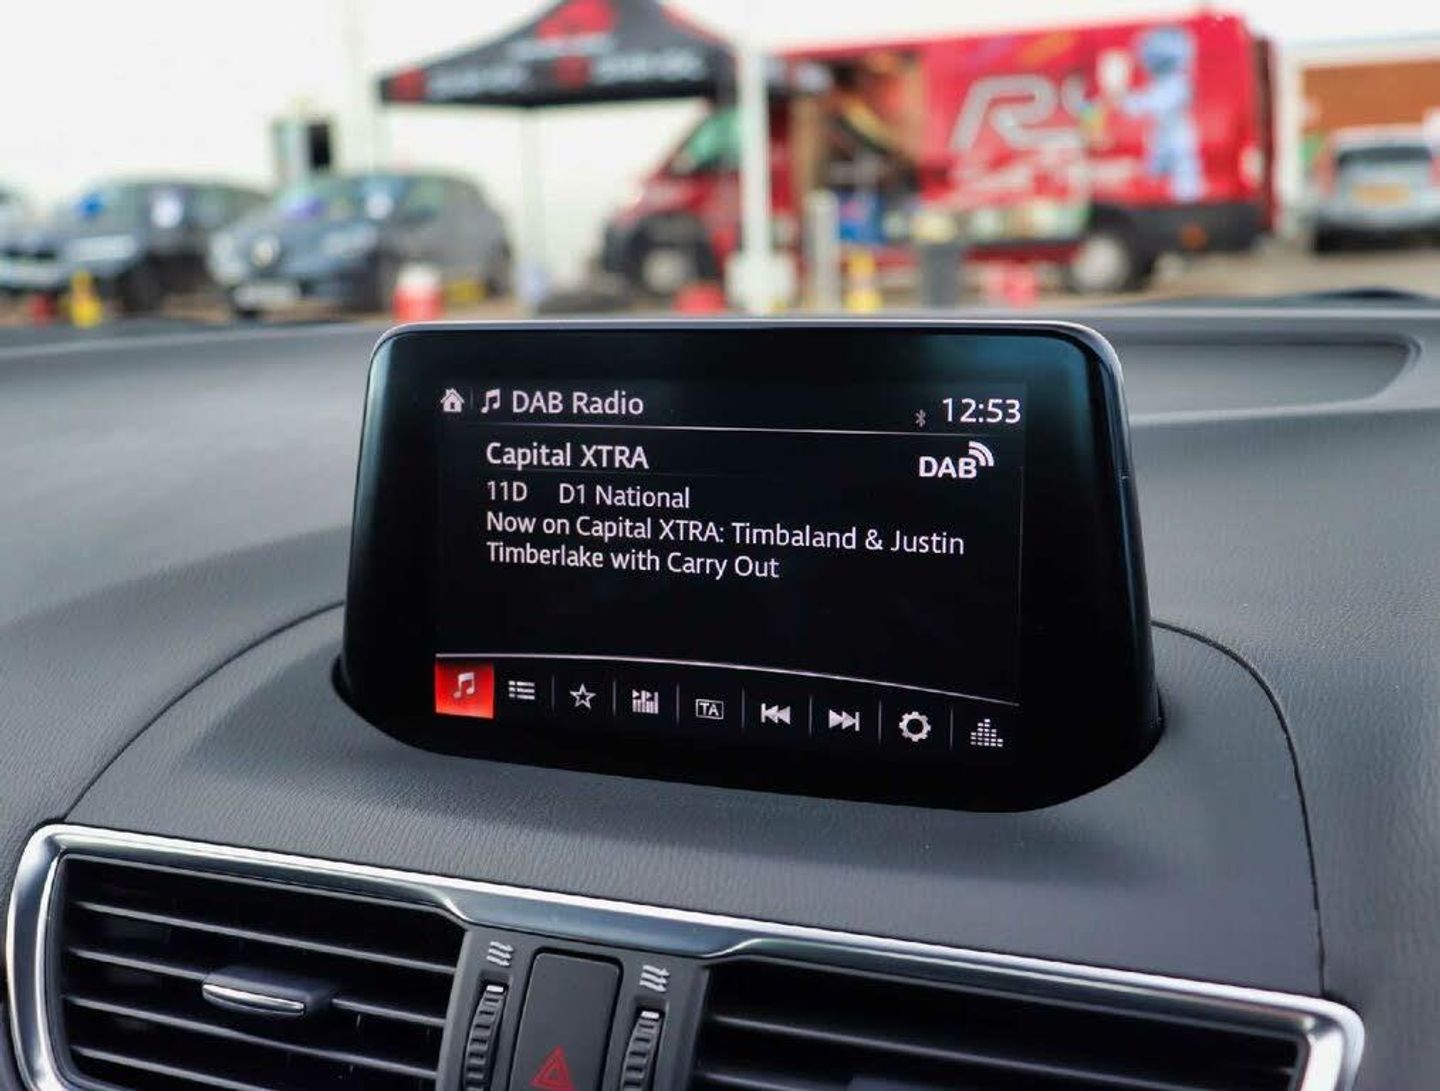 DAB Radio
12:53
Capital XTRA
DAB
11D D1 National
Now on Capital XTRA: Timbaland & Justin
Timberlake with Carry Out
TA